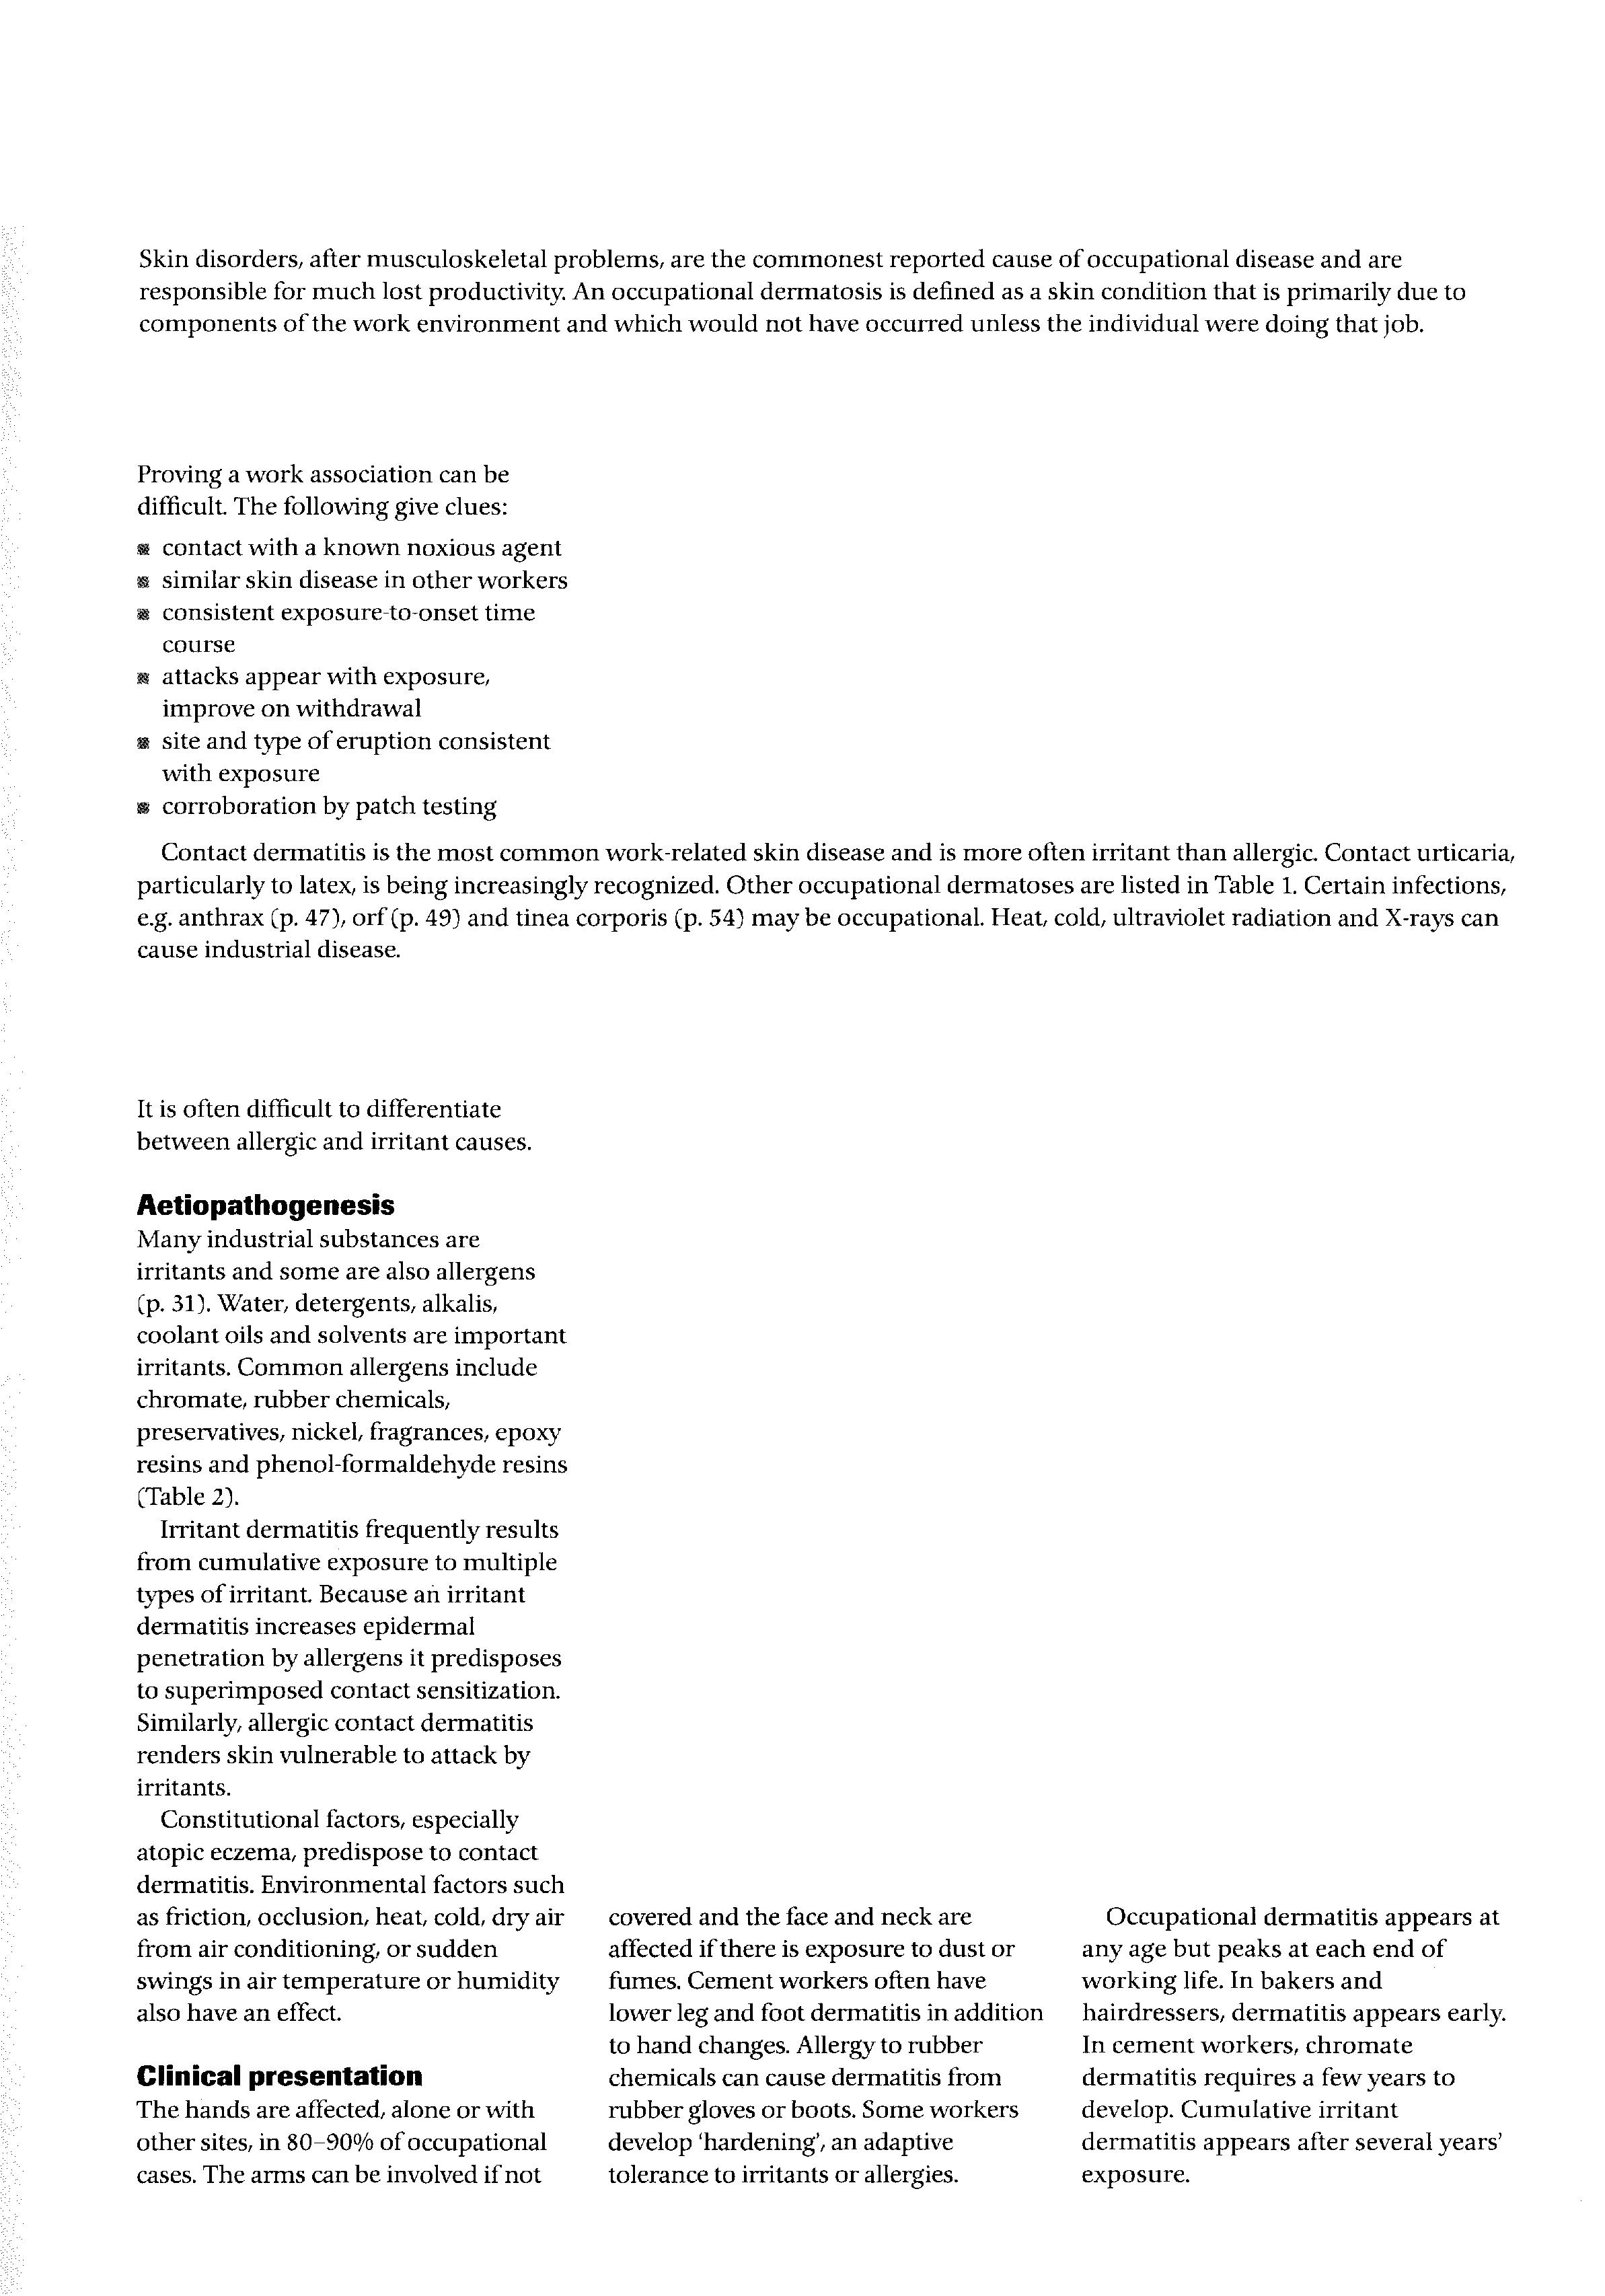 Skin disorders, after musculoskeletal problems, are the commonest reported cause of occupational disease and are
responsible for much lost productivity. An occupational dermatosis is defined as a skin condition that is primarily due to
components of the work environment and which would not have occurred unless the individual were doing that job.
Proving a work association can be
difficult. The following give clues:
contact with a known noxious agent
similar skin disease in other workers
consistent exposure-to-onset time
course
attacks appear with exposure,
improve on withdrawal
site and type of eruption consistent
with exposure
corroboration by patch testing
Contact dermatitis is the most common work-related skin disease and is more often irritant than allergic. Contact urticaria,
particularly to latex, is being increasingly recognized. Other occupational dermatoses are listed in Table 1. Certain infections,
e.g. anthrax (p. 47), orf (p. 49) and tinea corporis (p. 54) may be occupational. Heat, cold, ultraviolet radiation and X-rays can
cause industrial disease.
It is often difficult to differentiate
between allergic and irritant causes.
Aetiopathogenesis
Many industrial substances are
irritants and some are also allergens
(p. 31). Water, detergents, alkalis,
coolant oils and solvents are important
irritants. Common allergens include
chromate, rubber chemicals,
preservatives, nickel, fragrances, epoxy
resins and phenol-formaldehyde resins
(Table 2).
Irritant dermatitis frequently results
from cumulative exposure to multiple
types of irritant. Because an irritant
dermatitis increases epidermal
penetration by allergens it predisposes
to superimposed contact sensitization.
Similarly, allergic contact dermatitis
renders skin vulnerable to attack by
irritants.
Constitutional factors, especially
atopic eczema, predispose to contact
dermatitis. Environmental factors such
as friction, occlusion, heat, cold, dry air
from air conditioning, or sudden
swings in air temperature or humidity
also have an effect.
Clinical presentation
The hands are affected, alone or with
other sites, in 80–90% of occupational
cases. The arms can be involved if not
covered and the face and neck are
affected if there is exposure to dust or
fumes. Cement workers often have
lower leg and foot dermatitis in addition
to hand changes. Allergy to rubber
chemicals can cause dermatitis from
rubber gloves or boots. Some workers
develop ‘hardening’, an adaptive
tolerance to irritants or allergies.
Occupational dermatitis appears at
any age but peaks at each end of
working life. In bakers and
hairdressers, dermatitis appears early.
In cement workers, chromate
dermatitis requires a few years to
develop. Cumulative irritant
dermatitis appears after several years’
exposure.